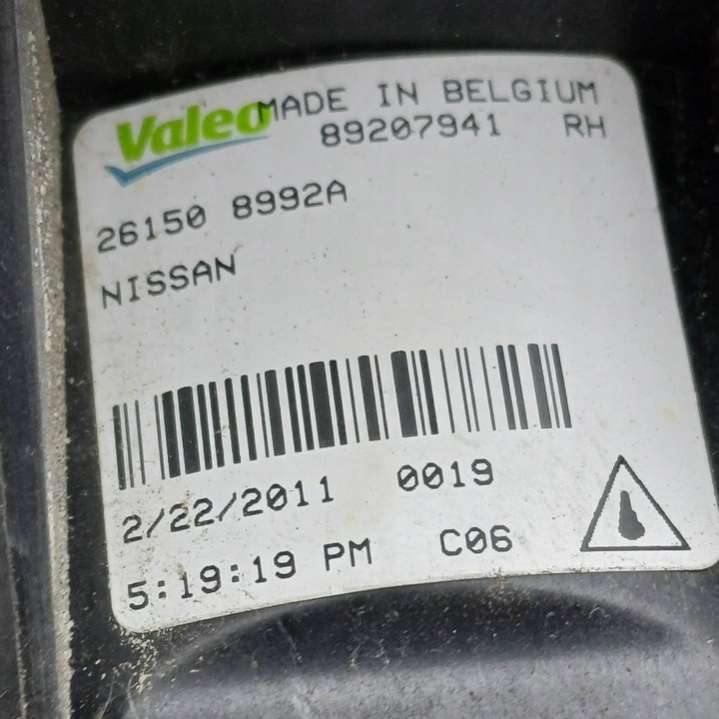 Valeo MADE IN BELGIUM
89207941 RH
26150 8992A
NISSAN
2/22/2011 0019
5:19:19 PM C06